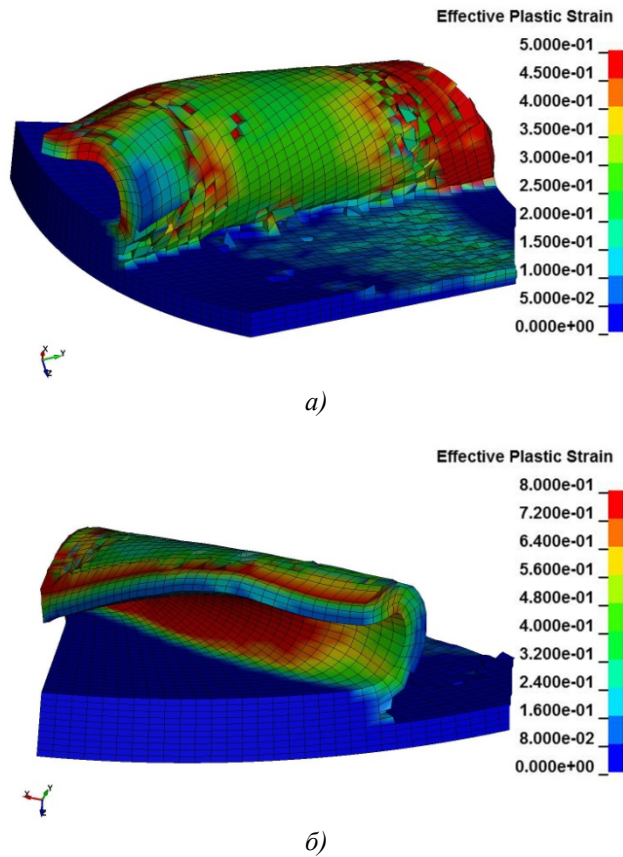 Effective Plastic Strain
5.000e-01
4.500e-01
4.000e-01
3.500e-01
3.000e-01
2.500e-01
2.000e-01
1.500e-01
1.000e-01
5.000e-02
0.000e+00
X
Y
Z
а)
Effective Plastic Strain
8.000e-01
7.200e-01
6.400e-01
5.600e-01
4.800e-01
4.000e-01
3.200e-01
2.400e-01
1.600e-01
8.000e-02
0.000e+00
X
Y
Z
б)